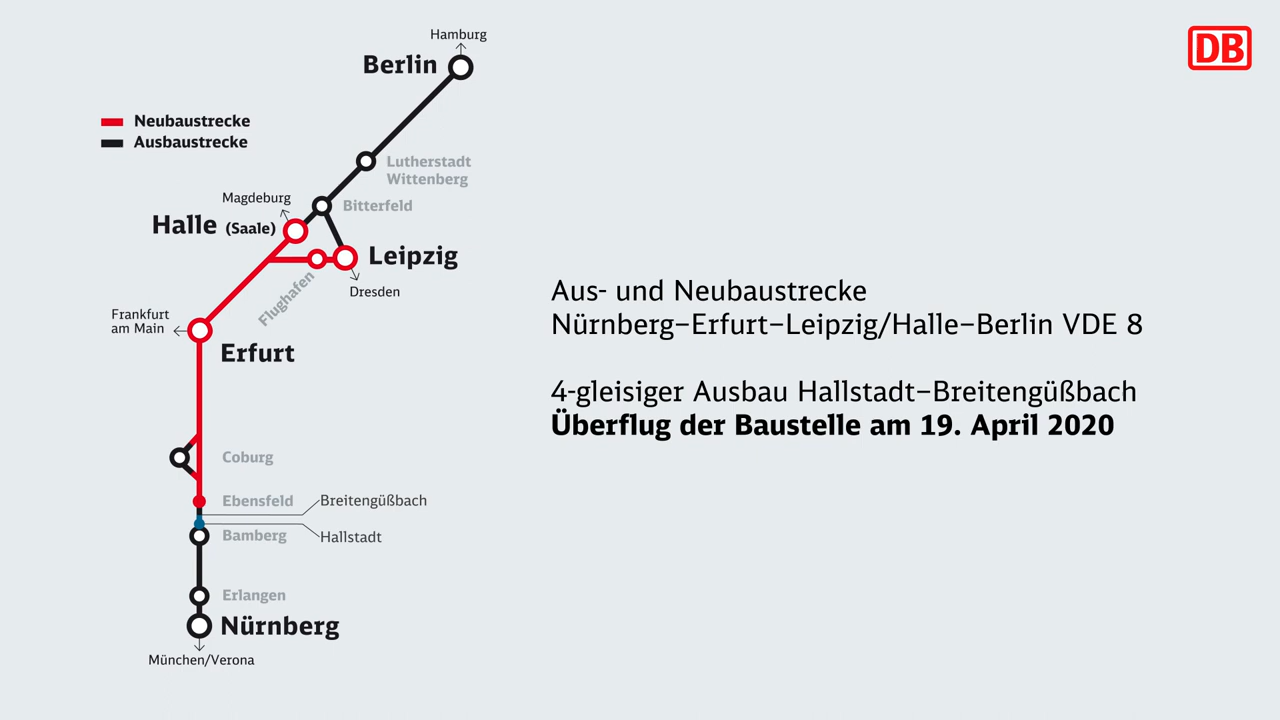 Hamburg
Berlin
DB
Neubaustrecke
Ausbaustrecke
Lutherstadt
Wittenberg
Magdeburg
Bitterfeld
Halle (Saale)
Leipzig
Flughafen
Dresden
Frankfurt
am Main
Erfurt
Aus- und Neubaustrecke
Nürnberg–Erfurt–Leipzig/Halle–Berlin VDE 8
4-gleisiger Ausbau Hallstadt–Breitengüßbach
Überflug der Baustelle am 19. April 2020
Coburg
Ebensfeld
Breitengüßbach
Bamberg
Hallstadt
Erlangen
Nürnberg
München/Verona